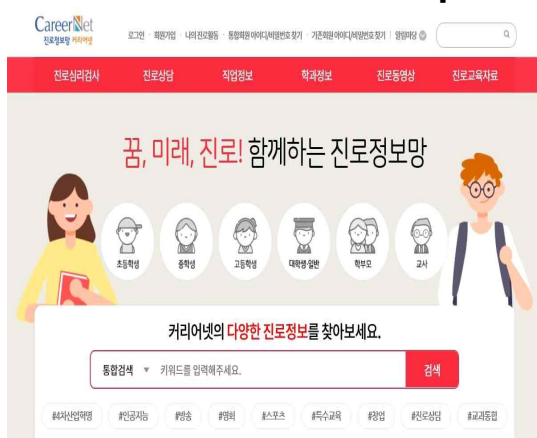 CareerNet
진로정보망 커리어넷
로그인 · 회원가입 · 나의 진로활동 · 통합회원 아이디/비밀번호 찾기 · 기존회원 아이디/비밀번호 찾기 | 알림마당
진로심리검사 진로상담 직업정보 학과정보 진로동영상 진로교육자료
꿈, 미래, 진로! 함께하는 진로정보망
초등학생 중학생 고등학생 대학생·일반 학부모 교사
커리어넷의 다양한 진로정보를 찾아보세요.
통합검색 ▼ 키워드를 입력해주세요. 검색
#4차산업혁명 #인공지능 #방송 #영화 #스포츠 #특수교육 #창업 #진로상담 #교과통합